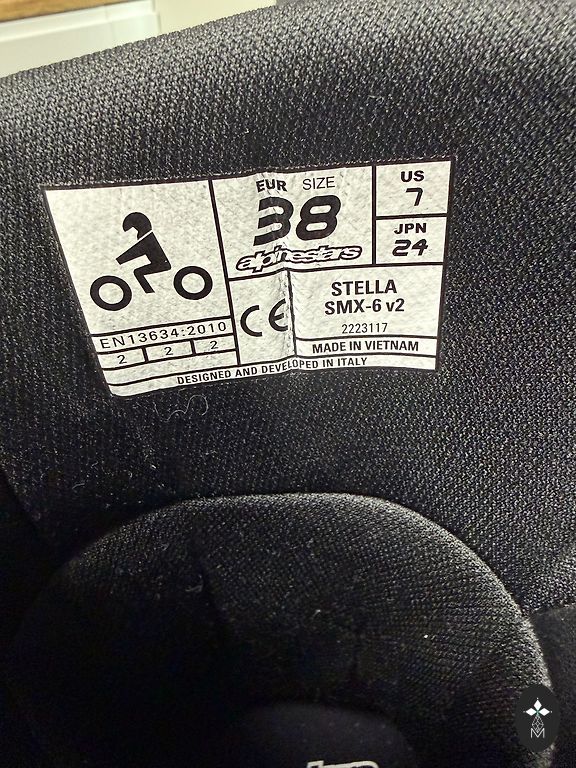 EUR SIZE
38
alpinestars
US
7
JPN
24
EN13634:2010
2 2 2
CE
STELLA
SMX-6 v2
2223117
MADE IN VIETNAM
DESIGNED AND DEVELOPED IN ITALY
M